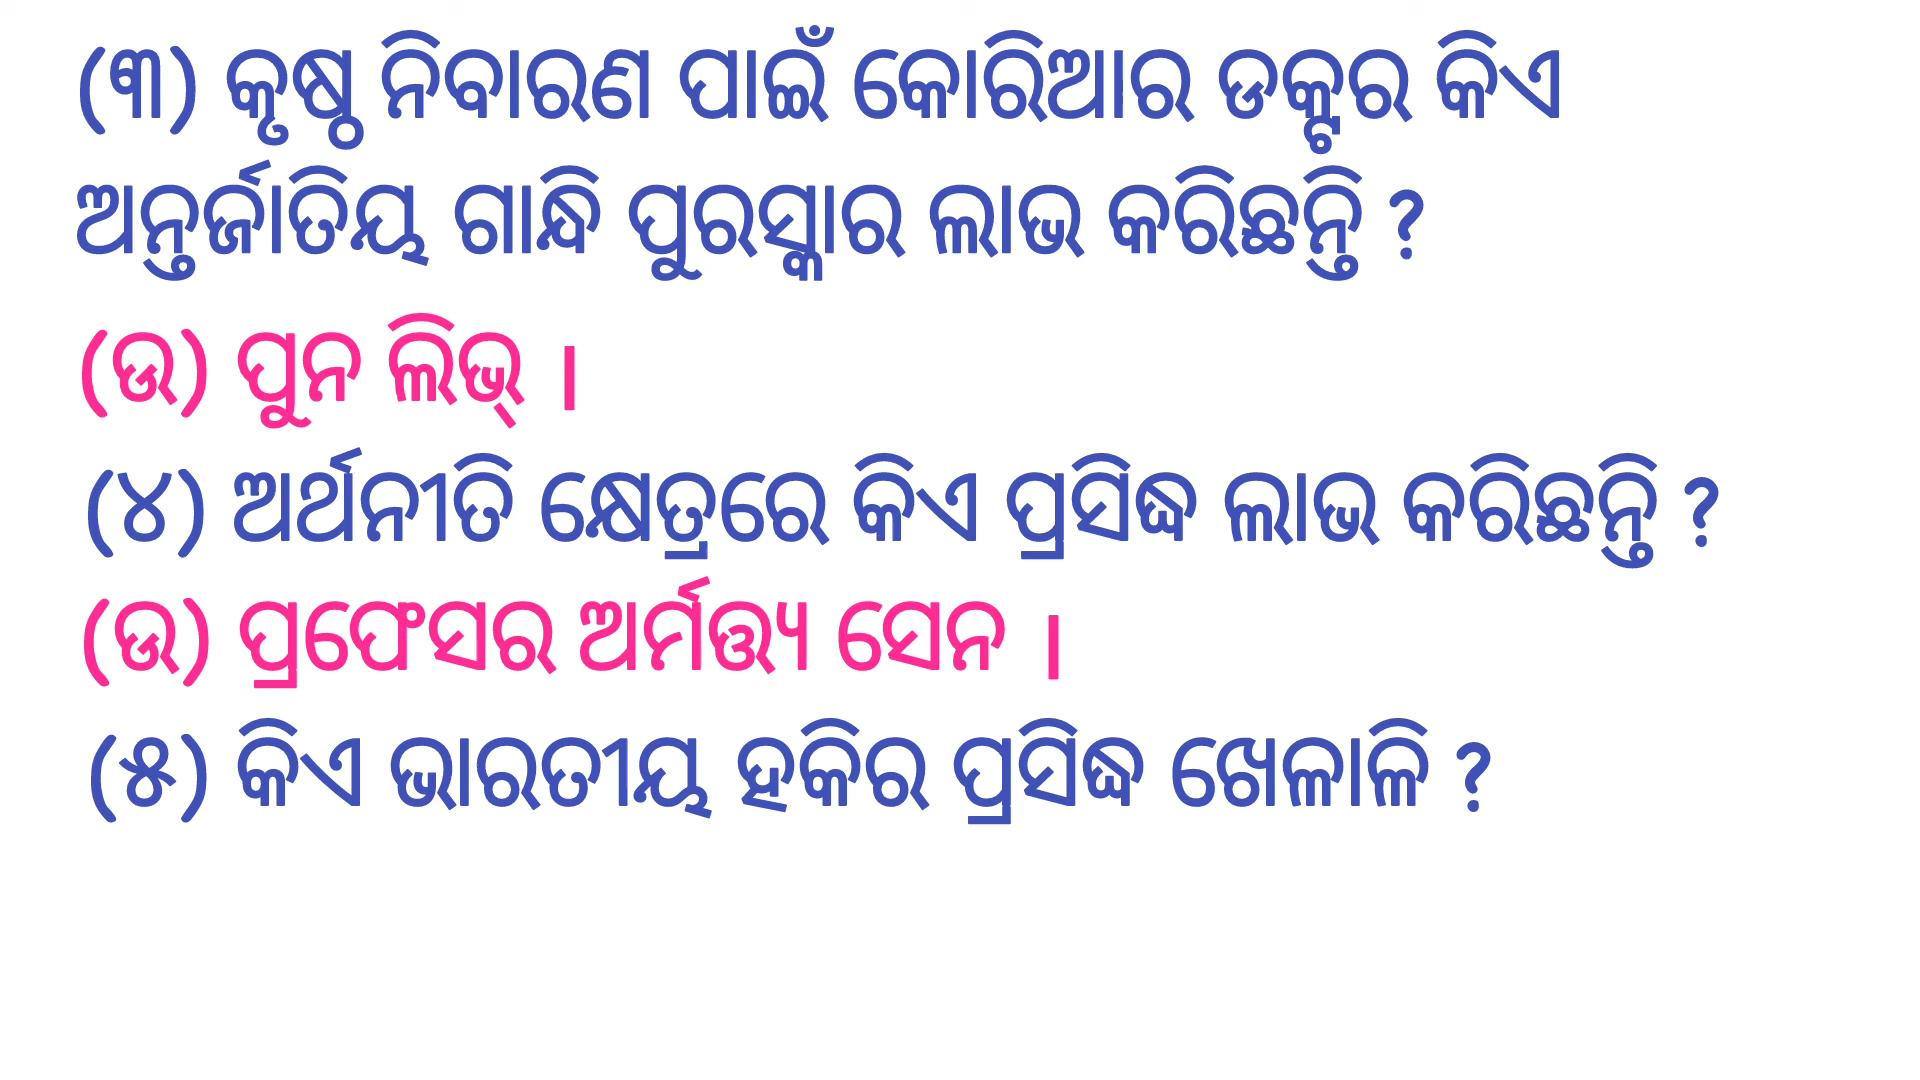 (୩) କୃଷ୍ଠ ନିବାରଣ ପାଇଁ କୋରିଆର ଡକ୍ଟର କିଏ
ଅନ୍ତର୍ଜାତିୟ ଗାନ୍ଧି ପୁରସ୍କାର ଲାଭ କରିଛନ୍ତି ?
(ଉ) ପୁନ ଲିଭ୍ ।
(୪) ଅର୍ଥନୀତି କ୍ଷେତ୍ରରେ କିଏ ପ୍ରସିଦ୍ଧ ଲାଭ କରିଛନ୍ତି ?
(ଉ) ପ୍ରଫେସର ଅର୍ମତ୍ତ୍ୟ ସେନ ।
(୫) କିଏ ଭାରତୀୟ ହକିର ପ୍ରସିଦ୍ଧ ଖେଳାଳି ?